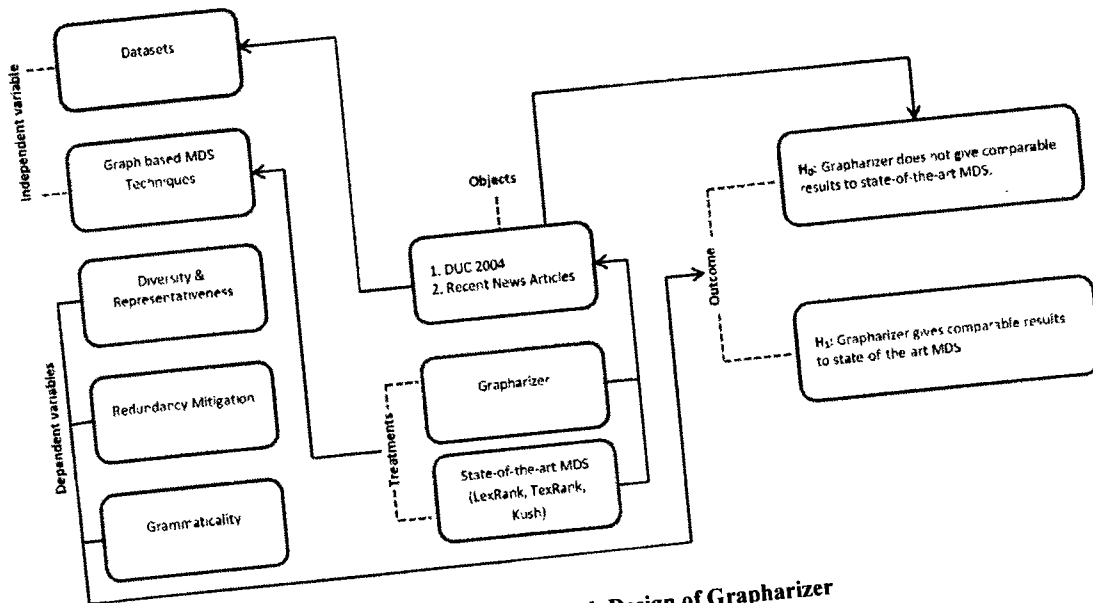 Independent variable
Datasets
Graph based MDS
Techniques
Dependent variables
Diversity &
Representativeness
Redundancy Mitigation
Grammaticality
Objects
1. DUC 2004
2. Recent News Articles
Treatments
Grapharizer
State-of-the-art MDS
(LexRank, TexRank,
Kush)
Outcome
H₀: Grapharizer does not give comparable
results to state-of-the-art MDS.
H₁: Grapharizer gives comparable results
to state of the art MDS
Design of Grapharizer